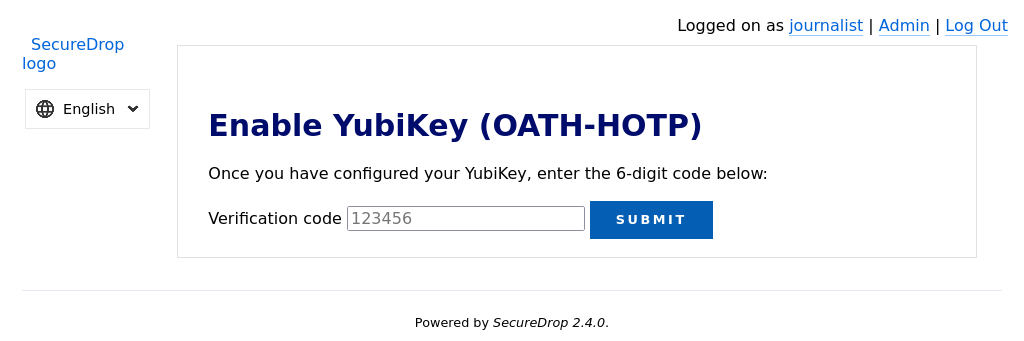 Logged on as journalist | Admin | Log Out
SecureDrop
logo
English
Enable YubiKey (OATH-HOTP)
Once you have configured your YubiKey, enter the 6-digit code below:
Verification code 123456 SUBMIT
Powered by SecureDrop 2.4.0.